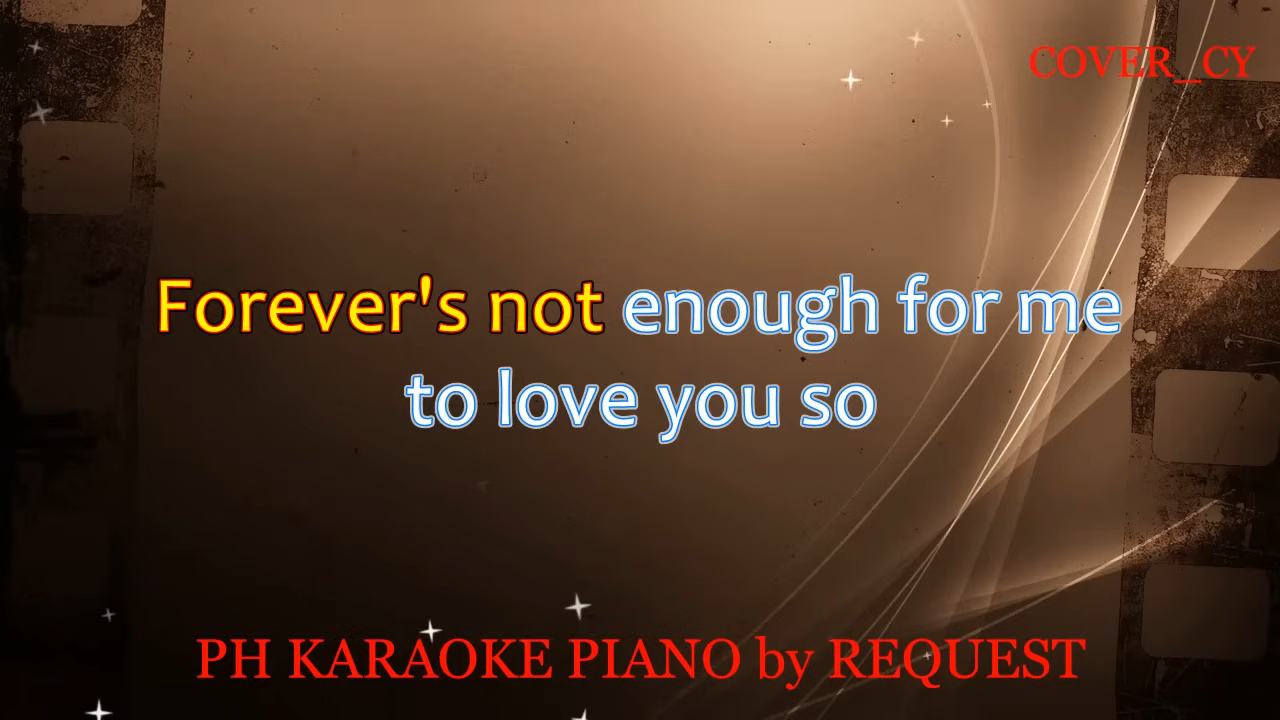 COVER_CY
Forever's not enough for me
to love you so
PH KARAOKE PIANO by REQUEST